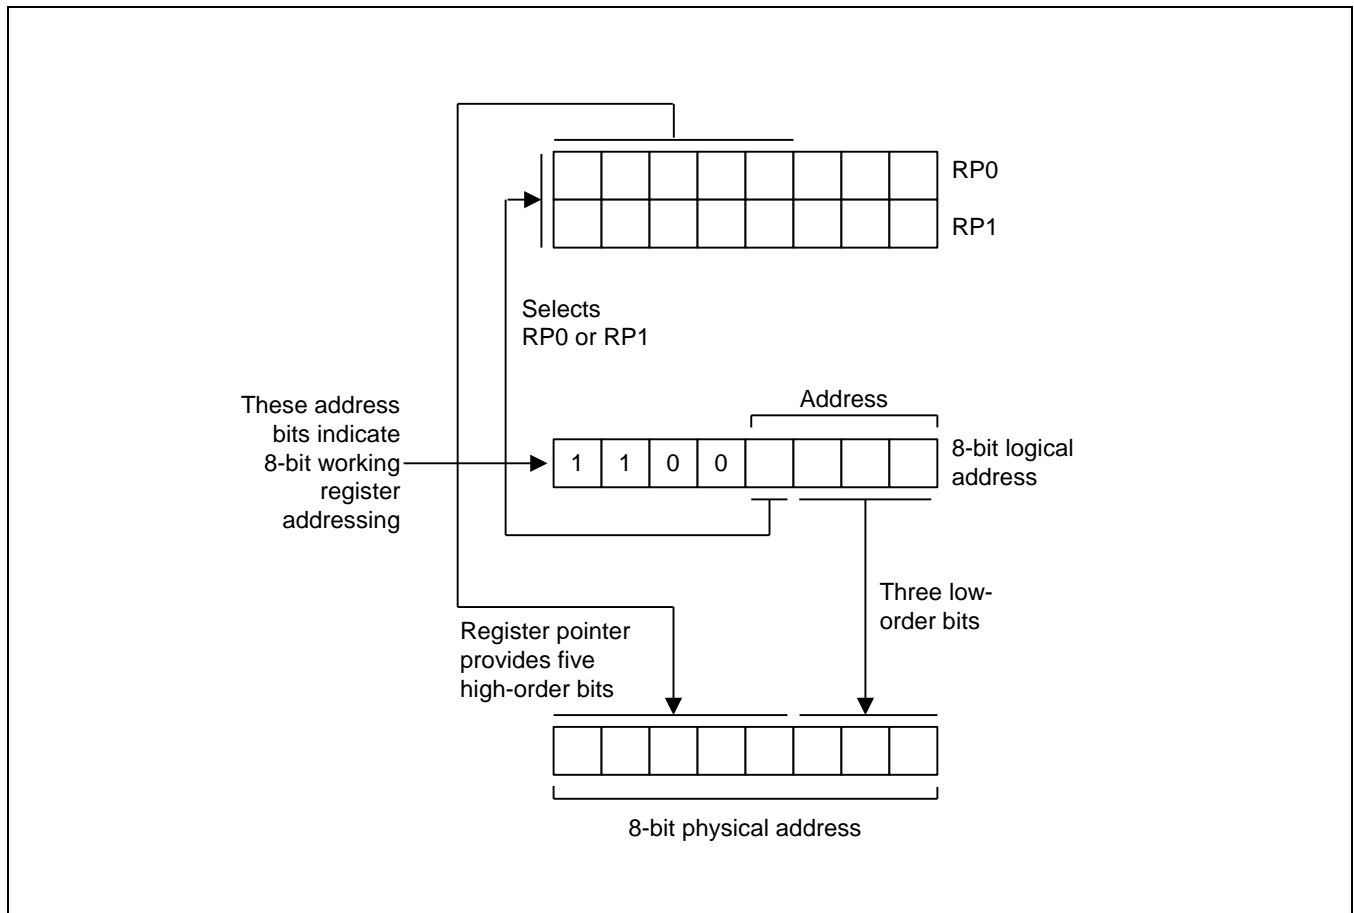 RP0
RP1
Selects
RP0 or RP1
These address
bits indicate
8-bit working
register
addressing
Address
1 1 0 0
8-bit logical
address
Three low-
order bits
Register pointer
provides five
high-order bits
8-bit physical address